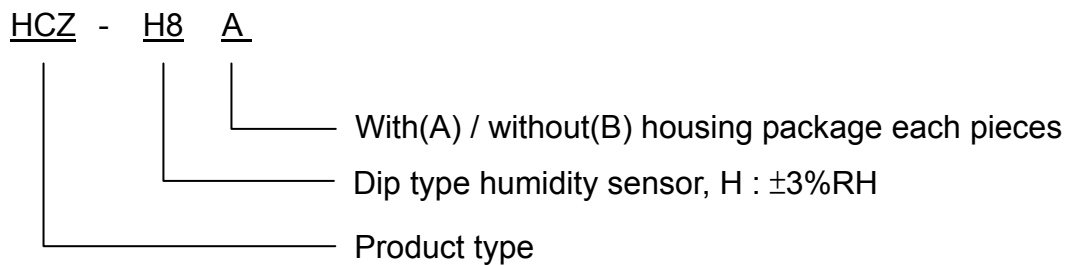 HCZ - H8 A
With(A) / without(B) housing package each pieces
Dip type humidity sensor, H : ±3%RH
Product type